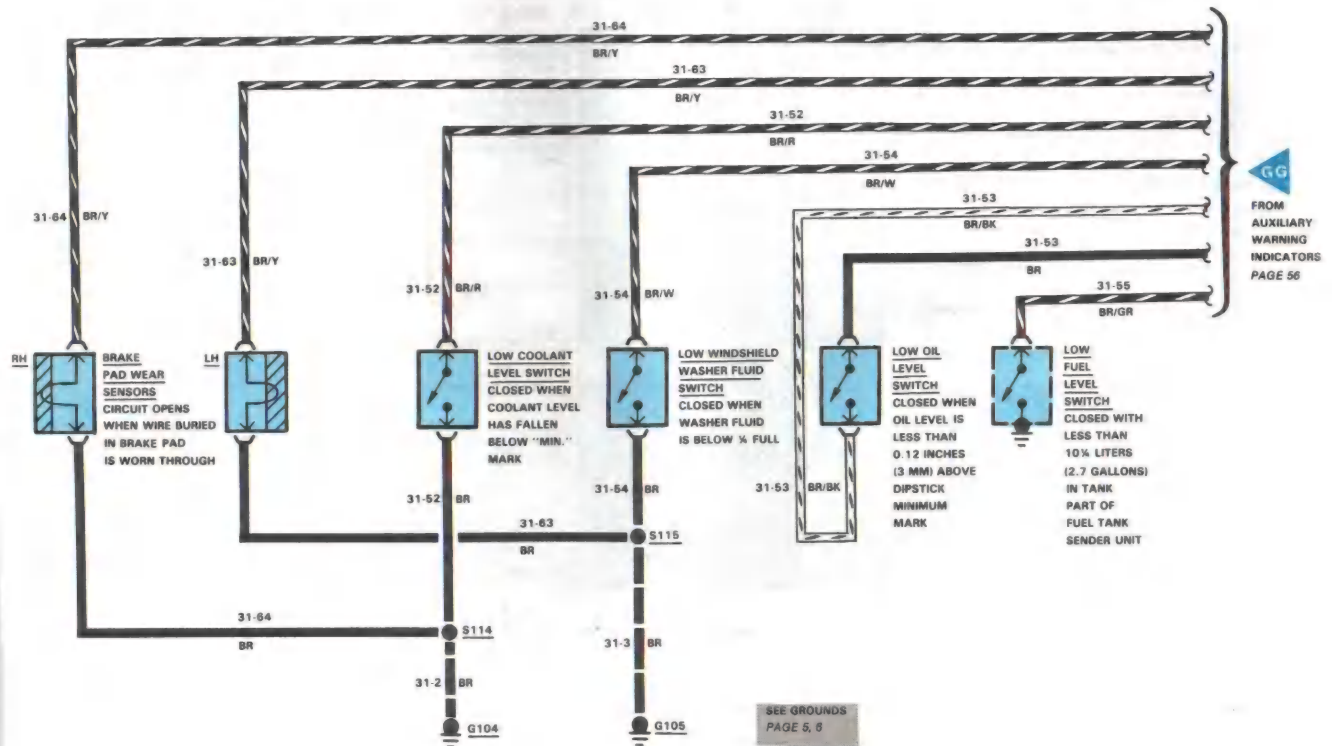 31-64
BR/Y
31-63
BR/Y
31-52
BR/R
31-54
BR/W
31-53
BR/BK
31-53
BR
31-55
BR/GR
GG
FROM
AUXILIARY
WARNING
INDICATORS
PAGE 56
31-64 BR/Y
31-63 BR/Y
31-52 BR/R
31-54 BR/W
RH
BRAKE
PAD WEAR
SENSORS
CIRCUIT OPENS
WHEN WIRE BURIED
IN BRAKE PAD
IS WORN THROUGH
LH
LOW COOLANT
LEVEL SWITCH
CLOSED WHEN
COOLANT LEVEL
HAS FALLEN
BELOW "MIN."
MARK
LOW WINDSHIELD
WASHER FLUID
SWITCH
CLOSED WHEN
WASHER FLUID
IS BELOW ¼ FULL
LOW OIL
LEVEL
SWITCH
CLOSED WHEN
OIL LEVEL IS
LESS THAN
0.12 INCHES
(3 MM) ABOVE
DIPSTICK
MINIMUM
MARK
LOW
FUEL
LEVEL
SWITCH
CLOSED WITH
LESS THAN
10¼ LITERS
(2.7 GALLONS)
IN TANK
PART OF
FUEL TANK
SENDER UNIT
31-52 BR
31-54 BR
31-53 BR/BK
31-63
BR
S115
31-64
BR
S114
31-3 BR
31-2 BR
G104
G105
SEE GROUNDS
PAGE 5, 6